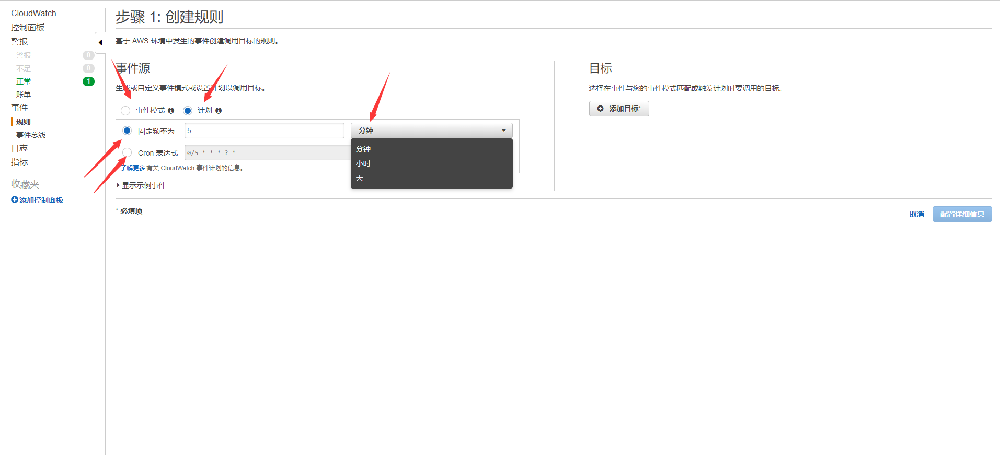 CloudWatch
控制面板
警报
警报 0
不足 0
正常 1
账单
事件
规则
事件总线
日志
指标
收藏夹
添加控制面板
步骤 1: 创建规则
基于 AWS 环境中发生的事件创建调用目标的规则。
事件源
生成或自定义事件模式或设置计划以调用目标。
事件模式 计划
固定频率为 5 分钟
Cron 表达式 0/5 * * * ? *
分钟
小时
天
了解更多 有关 CloudWatch 事件计划的信息。
显示示例事件
* 必填项
目标
选择在事件与您的事件模式匹配或触发计划时要调用的目标。
添加目标*
取消 配置详细信息